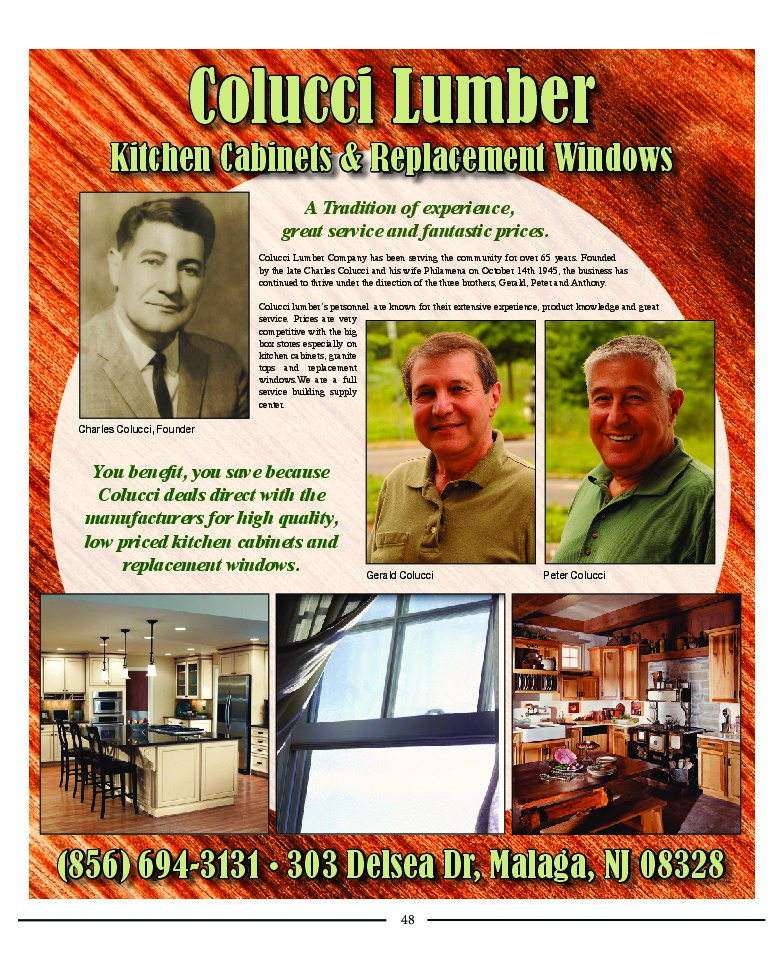 Colucci Lumber
Kitchen Cabinets & Replacement Windows
A Tradition of experience,
great service and fantastic prices.
Colucci Lumber Company has been serving the community for over 65 years. Founded
by the late Charles Colucci and his wife Philamena on October 14th 1945, the business has
continued to thrive under the direction of the three brothers, Gerald, Peter and Anthony.
Colucci lumber's personnel are known for their extensive experience, product knowledge and great
service. Prices are very
competitive with the big
box stores especially on
kitchen cabinets, granite
tops and replacement
windows.We are a full
service building supply
center.
Charles Colucci, Founder
You benefit, you save because
Colucci deals direct with the
manufacturers for high quality,
low priced kitchen cabinets and
replacement windows.
Gerald Colucci
Peter Colucci
(856) 694-3131 • 303 Delsea Dr, Malaga, NJ 08328
48